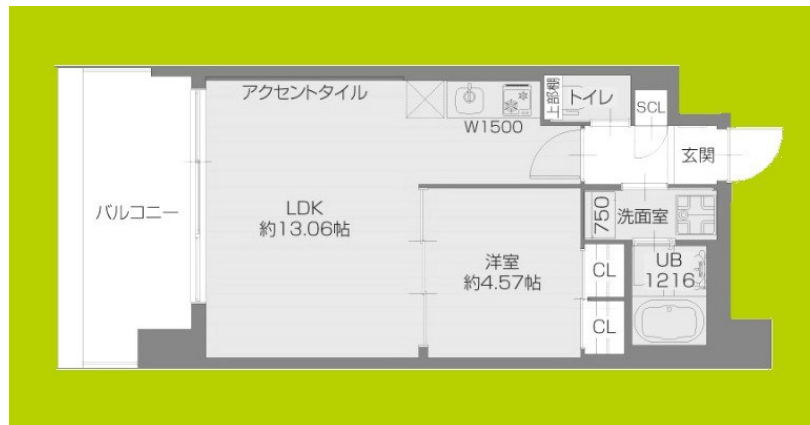 アクセントタイル
上部棚
トイレ
SCL
W1500
玄関
バルコニー
LDK
約13.06帖
洋室
約4.57帖
750
洗面室
CL
CL
UB
1216